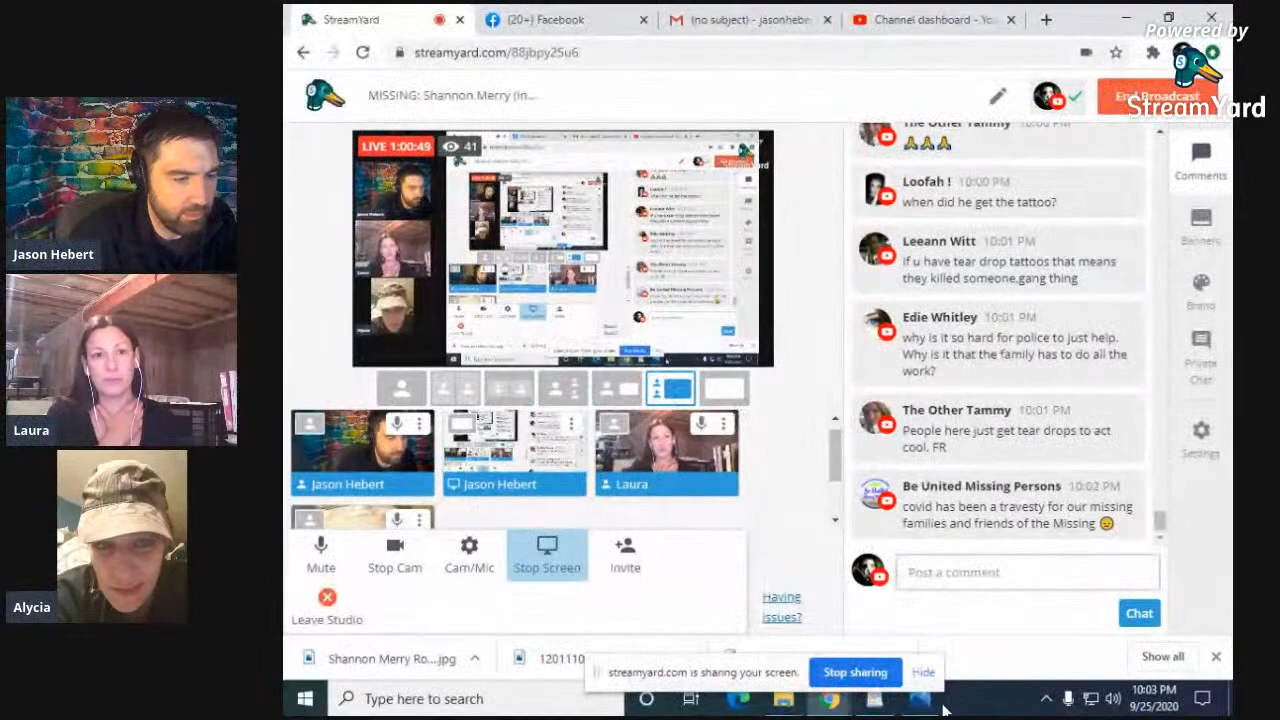 StreamYard
(20+) Facebook
(no subject) - jasonhebe
Channel dashboard - Yo
Powered by
StreamYard
streamyard.com/88jbpy25u6
MISSING: Shannon Merry (in...
End Broadcast
Jason Hebert
Laura
Alycia
LIVE 1:00:49
41
Jason Hebert
Jason Hebert
Laura
Mute
Stop Cam
Cam/Mic
Stop Screen
Invite
Leave Studio
Having
issues?
The Other Tammy 10:00 PM
🙏🙏🙏
Loofah ! 10:00 PM
when did he get the tattoo?
Leeann Witt 10:01 PM
if u have tear drop tattoos that means
they killed someone,gang thing
Edie Whitley 10:01 PM
why is it so hard for police to just help.
Why is it that the family has to do all the
work?
The Other Tammy 10:01 PM
People here just get tear drops to act
cool. FR
Be United Missing Persons 10:02 PM
covid has been a travesty for our missing
families and friends of the Missing 😔
Post a comment
Chat
Comments
Banners
Brand
Private
Chat
Settings
Shannon Merry Ro....jpg
1201110
streamyard.com is sharing your screen.
Stop sharing
Hide
Show all
Type here to search
10:03 PM
9/25/2020